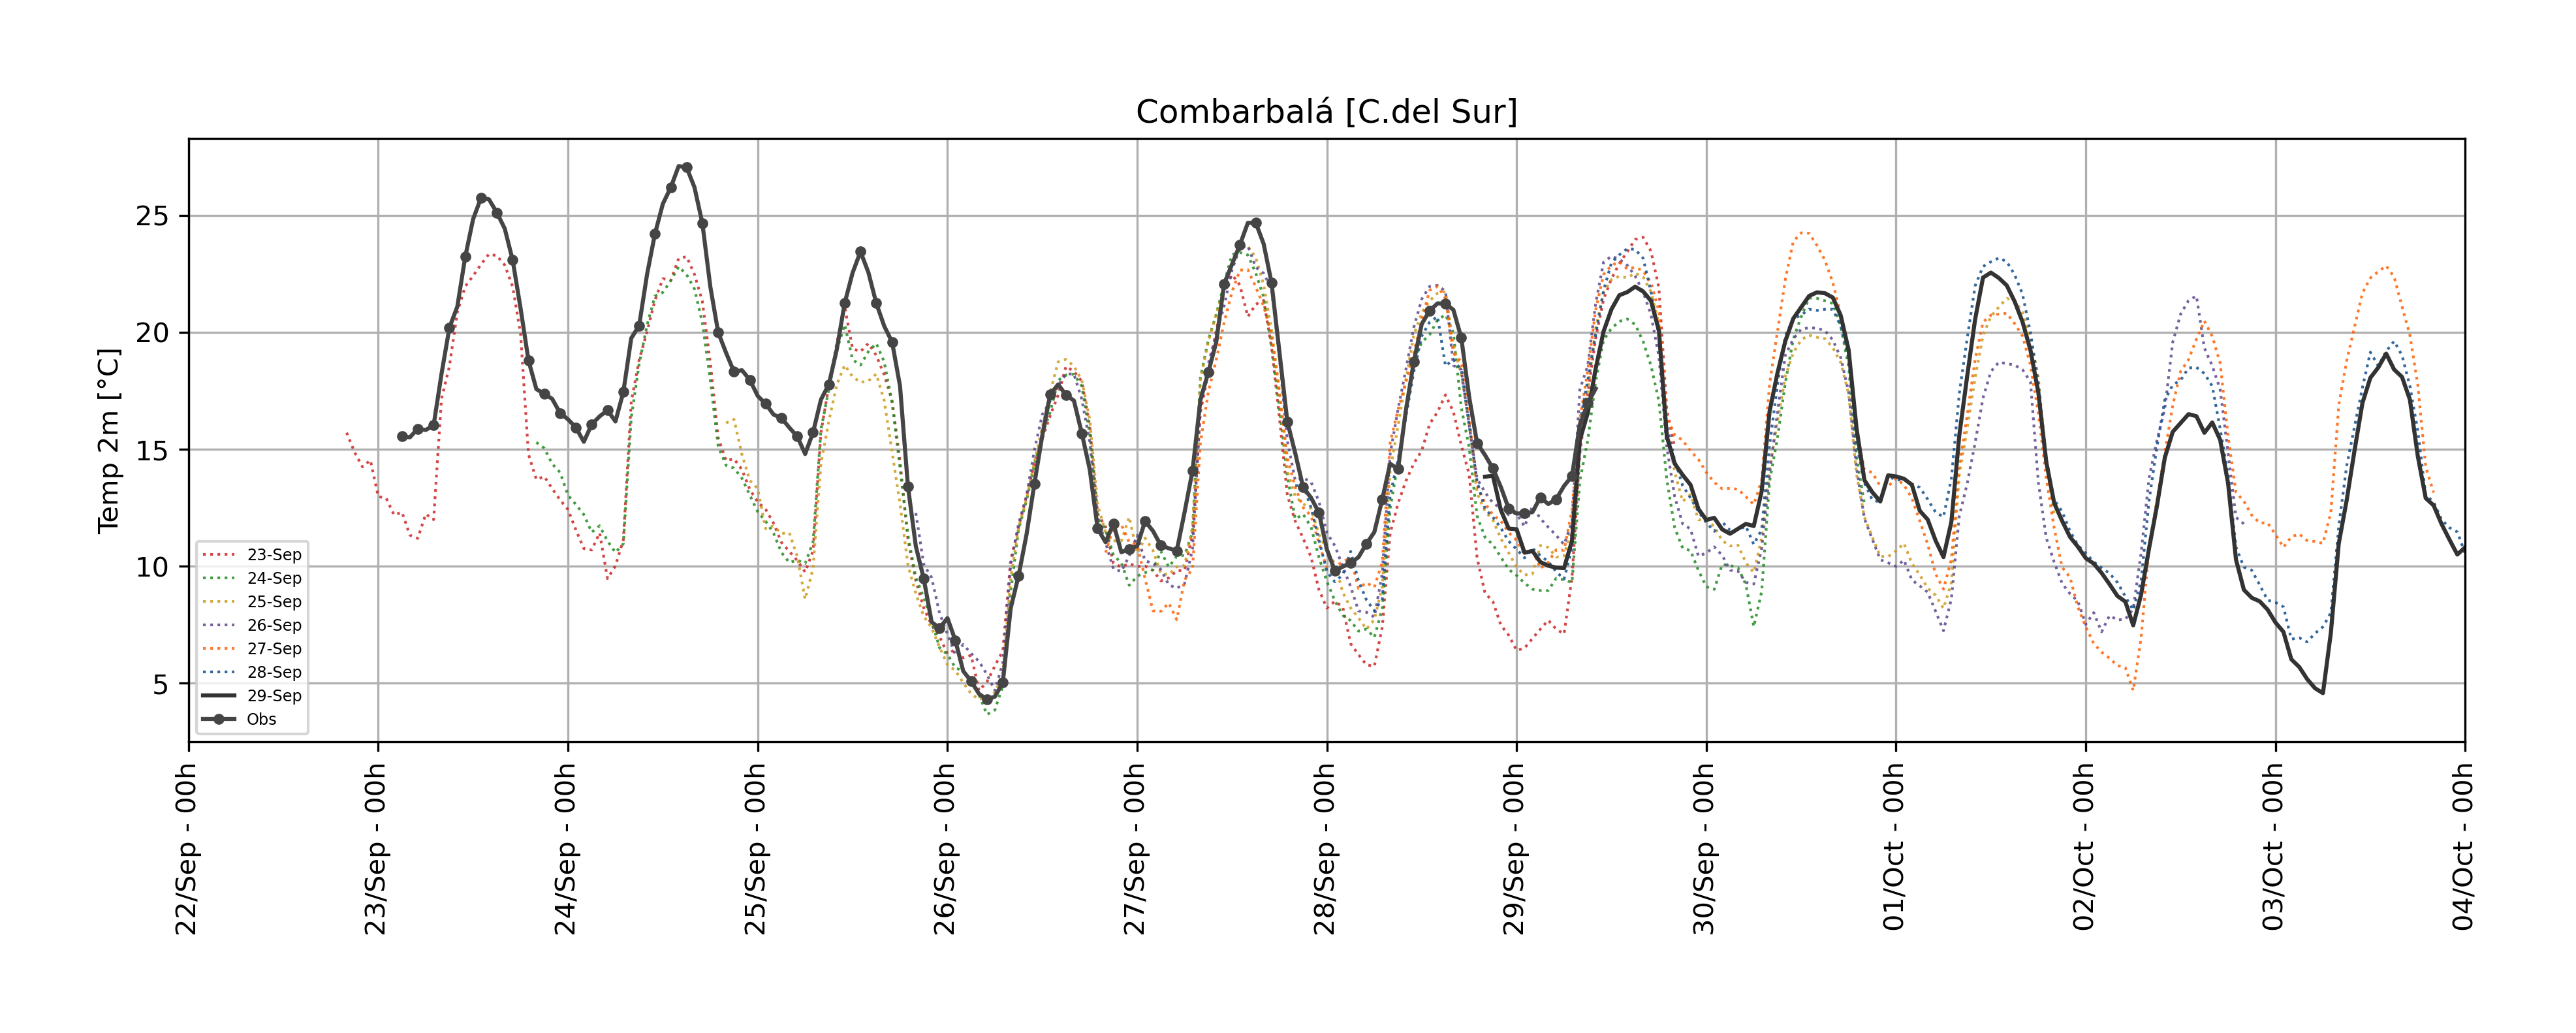 Combarbalá [C.del Sur]
Temp 2m [°C]
25
20
15
10
5
23-Sep
24-Sep
25-Sep
26-Sep
27-Sep
28-Sep
29-Sep
Obs
22/Sep - 00h
23/Sep - 00h
24/Sep - 00h
25/Sep - 00h
26/Sep - 00h
27/Sep - 00h
28/Sep - 00h
29/Sep - 00h
30/Sep - 00h
01/Oct - 00h
02/Oct - 00h
03/Oct - 00h
04/Oct - 00h